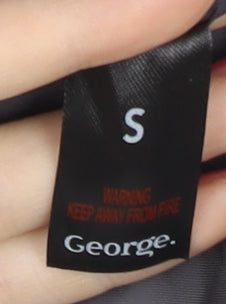 S
WARNING
KEEP AWAY FROM FIRE
George.